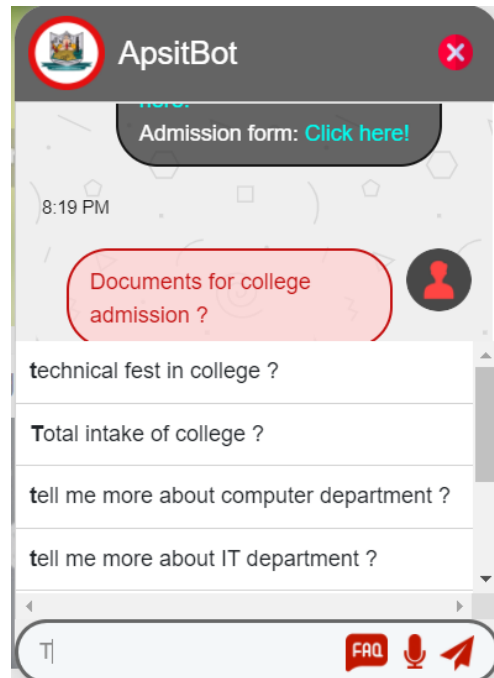 ApsitBot
here!
Admission form: Click here!
8:19 PM
Documents for college
admission ?
technical fest in college ?
Total intake of college ?
tell me more about computer department ?
tell me more about IT department ?
T
FAQ